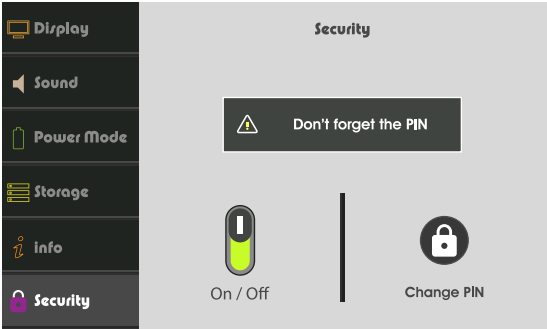 Display
Sound
Power Mode
Storage
info
Security
Security
Don't forget the PIN
On / Off
Change PIN